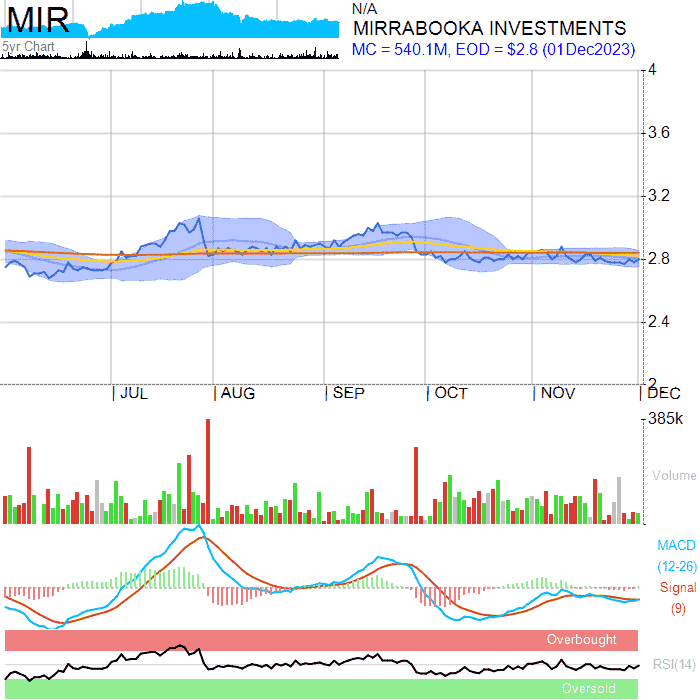 MIR
N/A
MIRRABOOKA INVESTMENTS
MC = 540.1M, EOD = $2.8 (01Dec2023)
5yr Chart
4
3.6
3.2
2.8
2.4
2
JUL
AUG
SEP
OCT
NOV
DEC
385k
Volume
MACD
(12-26)
Signal
(9)
Overbought
RSI(14)
Oversold